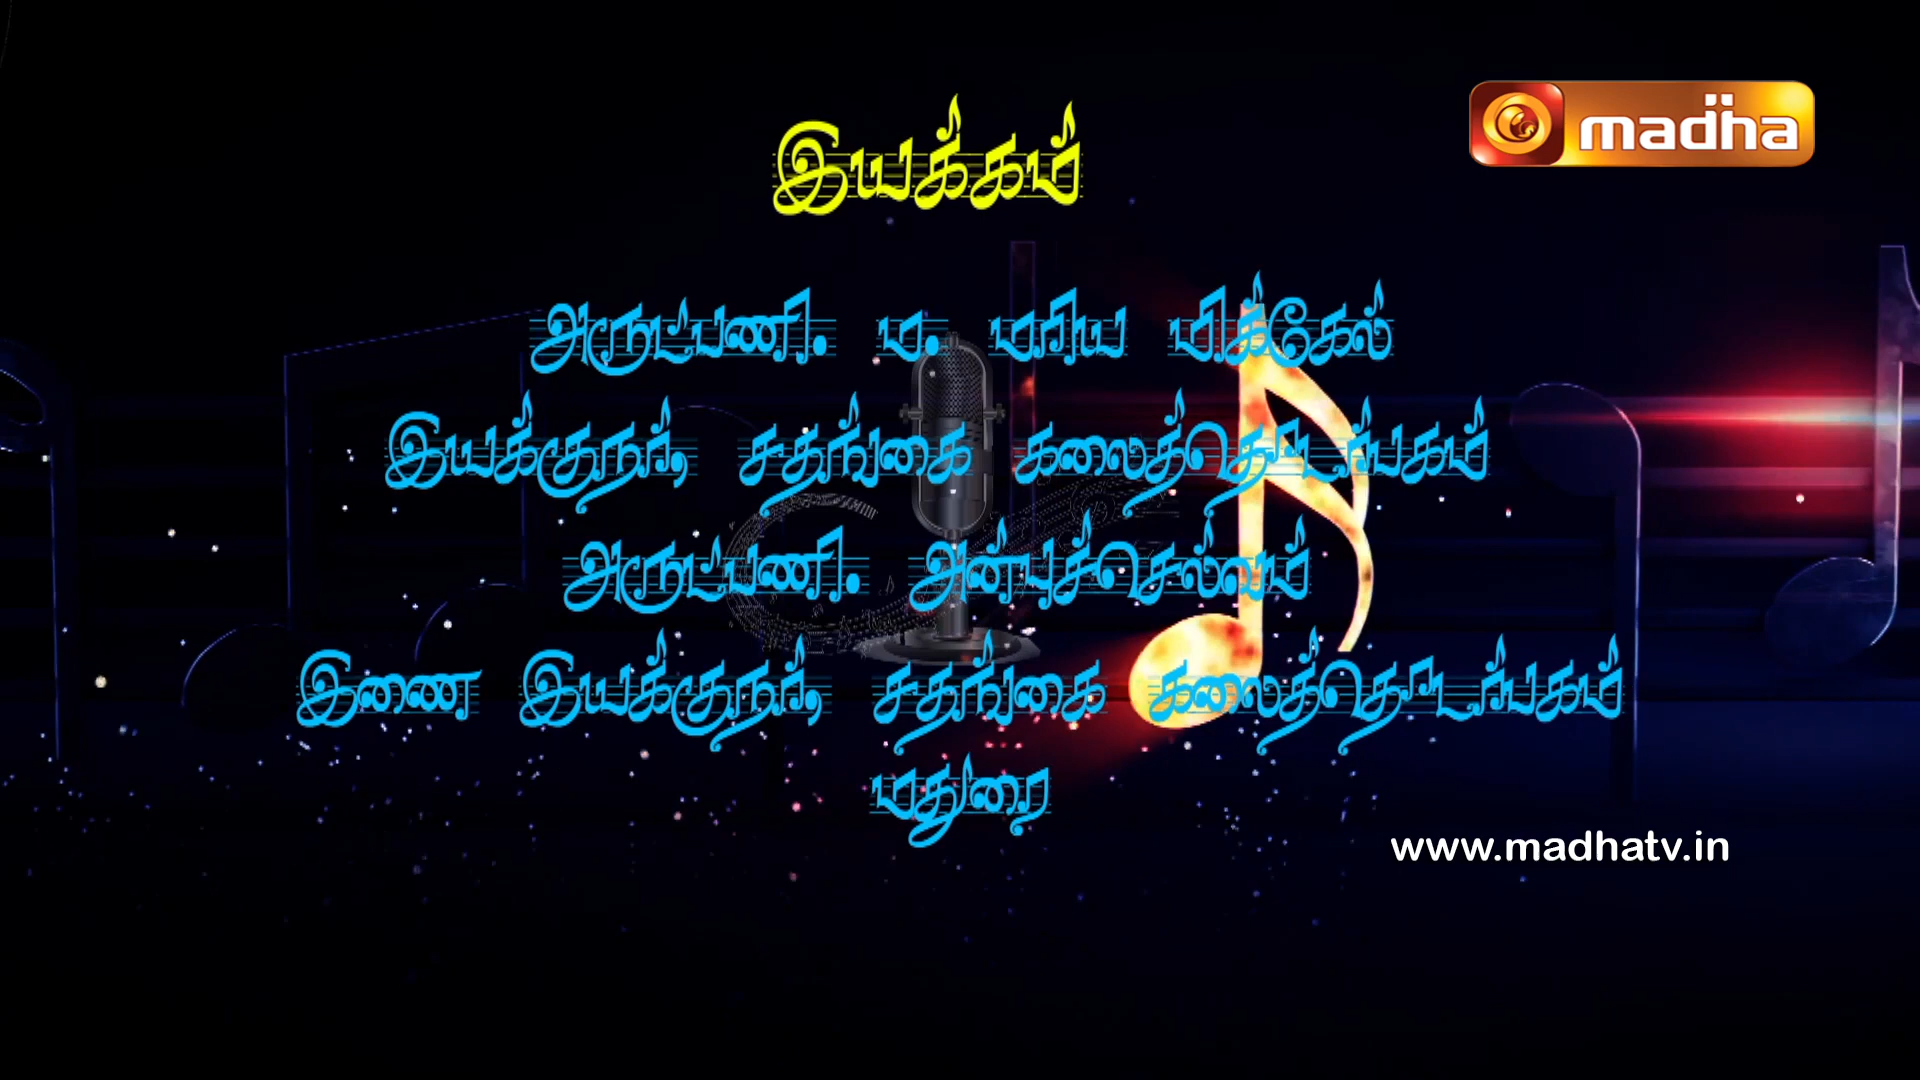 madha
இயக்கம்
அருட்பணி. ம. மரிய மிக்கேல்
இயக்குநர், சதங்கை கலைத்தொடர்பகம்
அருட்பணி. அன்புச்செல்வம்
இணை இயக்குநர், சதங்கை கலைத்தொடர்பகம்
மதுரை
www.madhatv.in